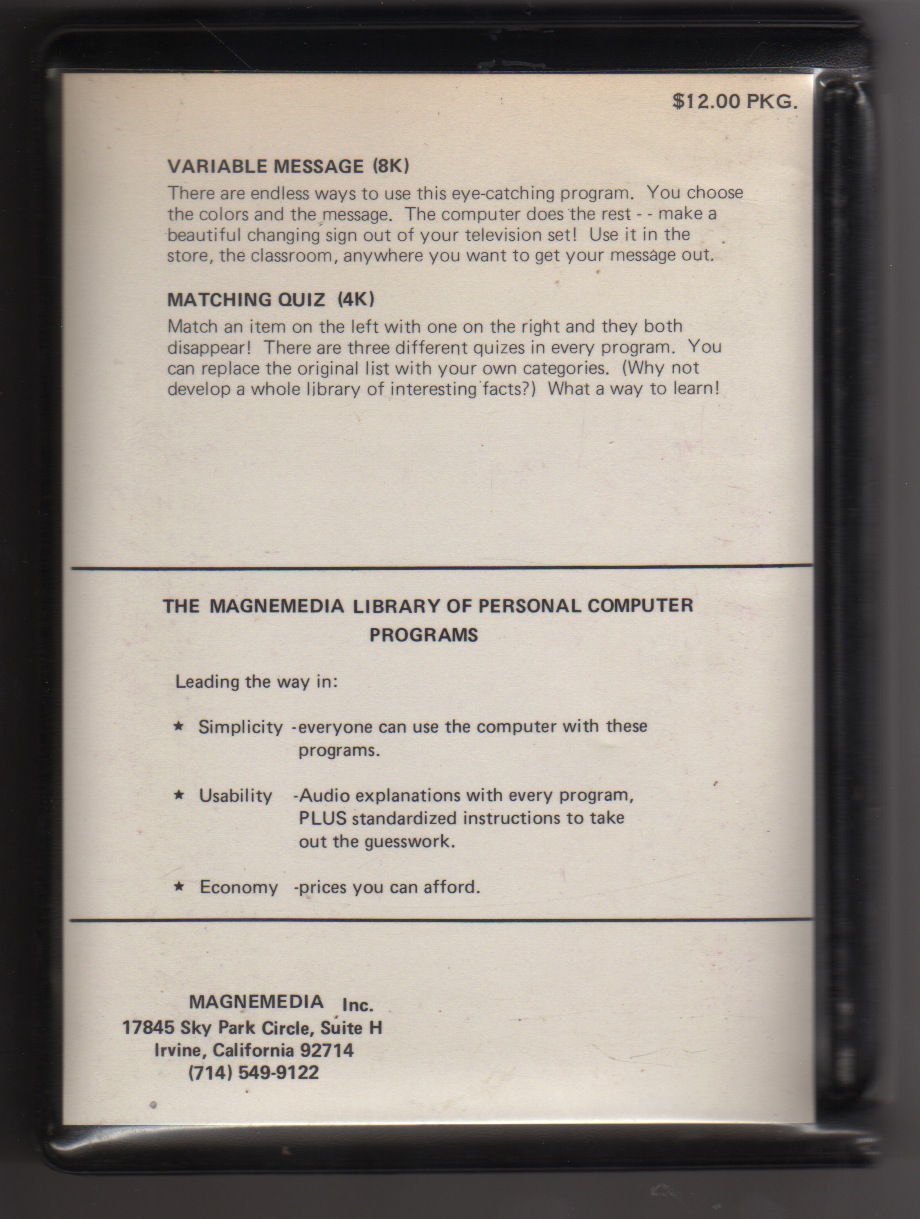 $12.00 PKG.
VARIABLE MESSAGE (8K)
There are endless ways to use this eye-catching program. You choose
the colors and the message. The computer does the rest - - make a
beautiful changing sign out of your television set! Use it in the
store, the classroom, anywhere you want to get your message out.
MATCHING QUIZ (4K)
Match an item on the left with one on the right and they both
disappear! There are three different quizes in every program. You
can replace the original list with your own categories. (Why not
develop a whole library of interesting facts?) What a way to learn!
THE MAGNEMEDIA LIBRARY OF PERSONAL COMPUTER
PROGRAMS
Leading the way in:
★ Simplicity -everyone can use the computer with these
programs.
★ Usability -Audio explanations with every program,
PLUS standardized instructions to take
out the guesswork.
★ Economy -prices you can afford.
MAGNEMEDIA Inc.
17845 Sky Park Circle, Suite H
Irvine, California 92714
(714) 549-9122